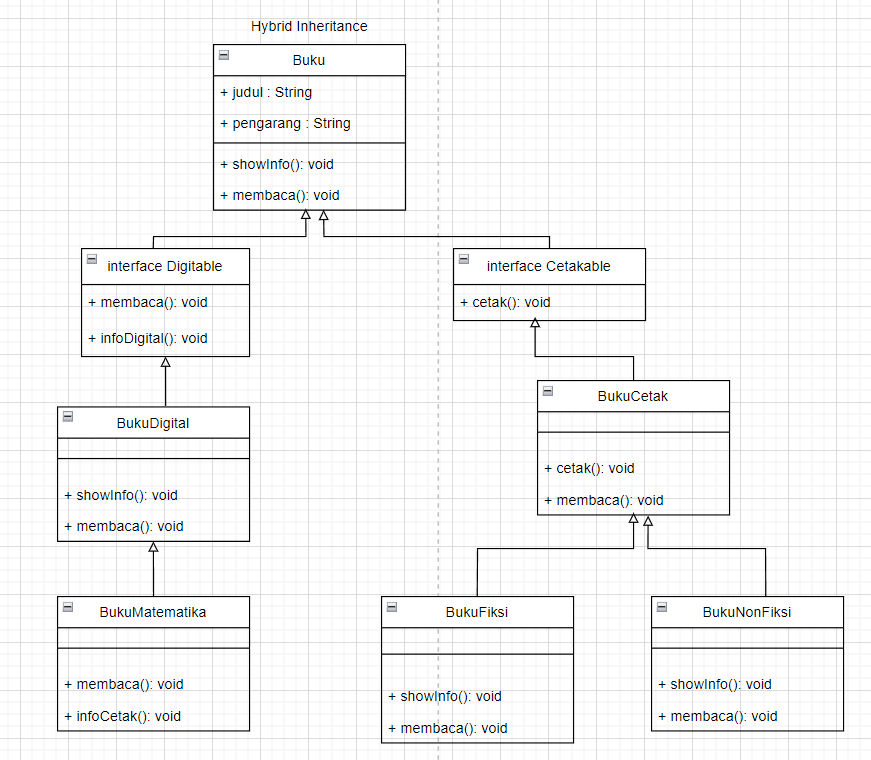 Hybrid Inheritance
Buku
+ judul : String
+ pengarang : String
+ showInfo(): void
+ membaca(): void
interface Digitable
+ membaca(): void
+ infoDigital(): void
interface Cetakable
+ cetak(): void
BukuDigital
+ showInfo(): void
+ membaca(): void
BukuCetak
+ cetak(): void
+ membaca(): void
BukuMatematika
+ membaca(): void
+ infoCetak(): void
BukuFiksi
+ showInfo(): void
+ membaca(): void
BukuNonFiksi
+ showInfo(): void
+ membaca(): void